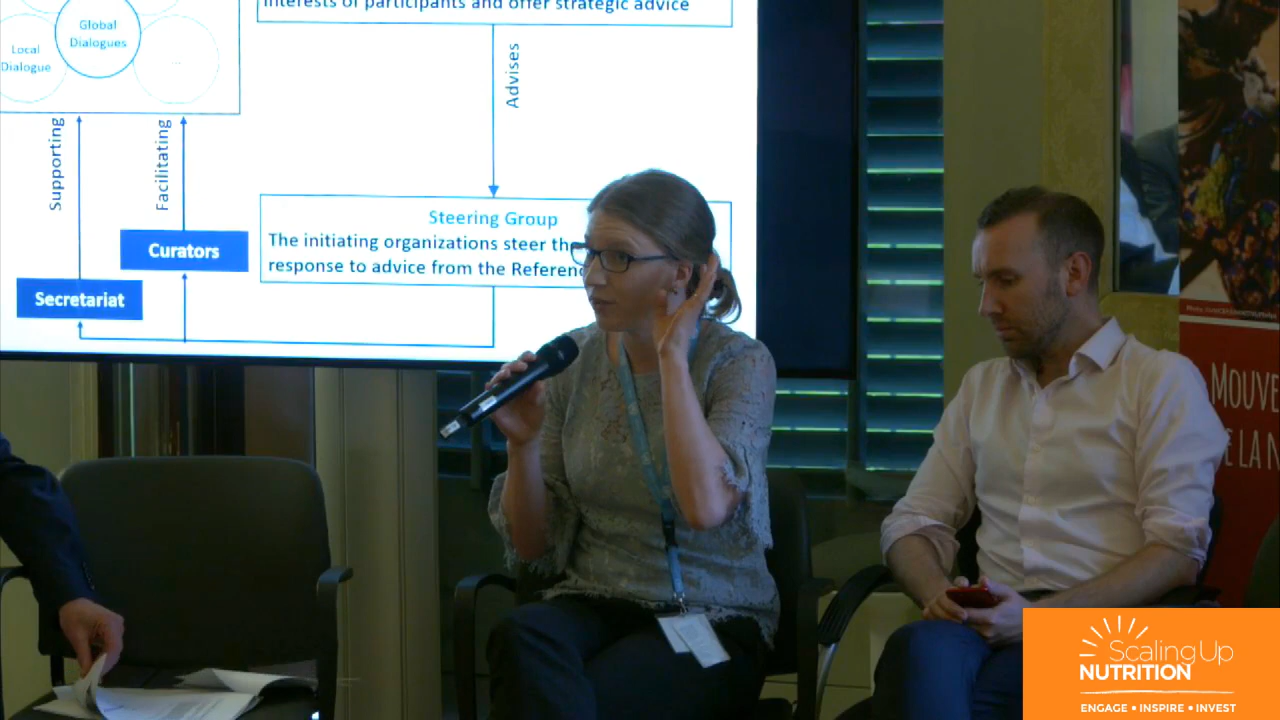 interests of participants and offer strategic advice
Global
Dialogues
Local
Dialogue
...
Advises
Supporting
Facilitating
Curators
Secretariat
Steering Group
The initiating organizations steer the
response to advice from the Referenc
MOUVE
E LA N
Scaling Up
NUTRITION
ENGAGE • INSPIRE • INVEST